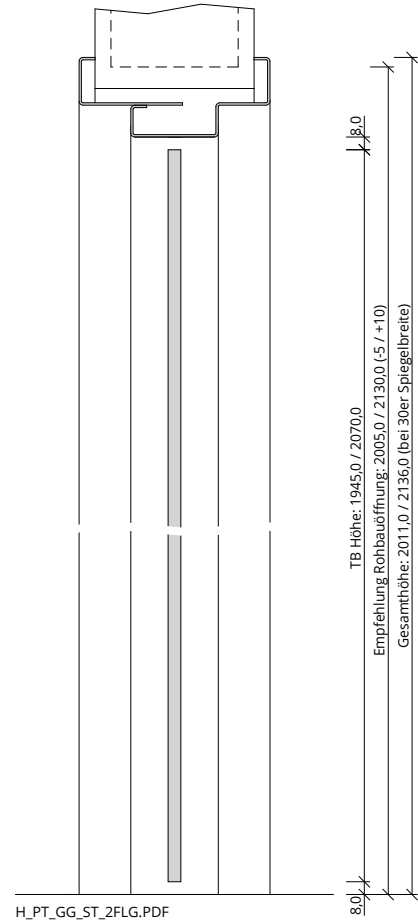 8,0
TB Höhe: 1945,0 / 2070,0
Empfehlung Rohbauöffnung: 2005,0 / 2130,0 (-5 / +10)
Gesamthöhe: 2011,0 / 2136,0 (bei 30er Spiegelbreite)
8,0
H_PT_GG_ST_2FLG.PDF